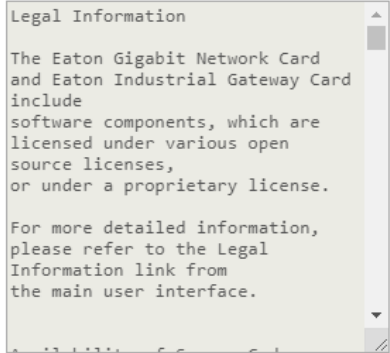 Legal Information
The Eaton Gigabit Network Card
and Eaton Industrial Gateway Card
include
software components, which are
licensed under various open
source licenses,
or under a proprietary license.
For more detailed information,
please refer to the Legal
Information link from
the main user interface.